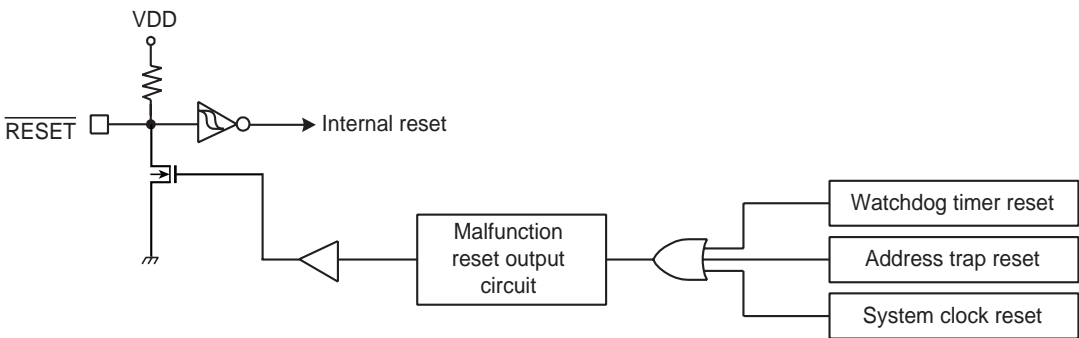 VDD
RESET
Internal reset
Malfunction
reset output
circuit
Watchdog timer reset
Address trap reset
System clock reset